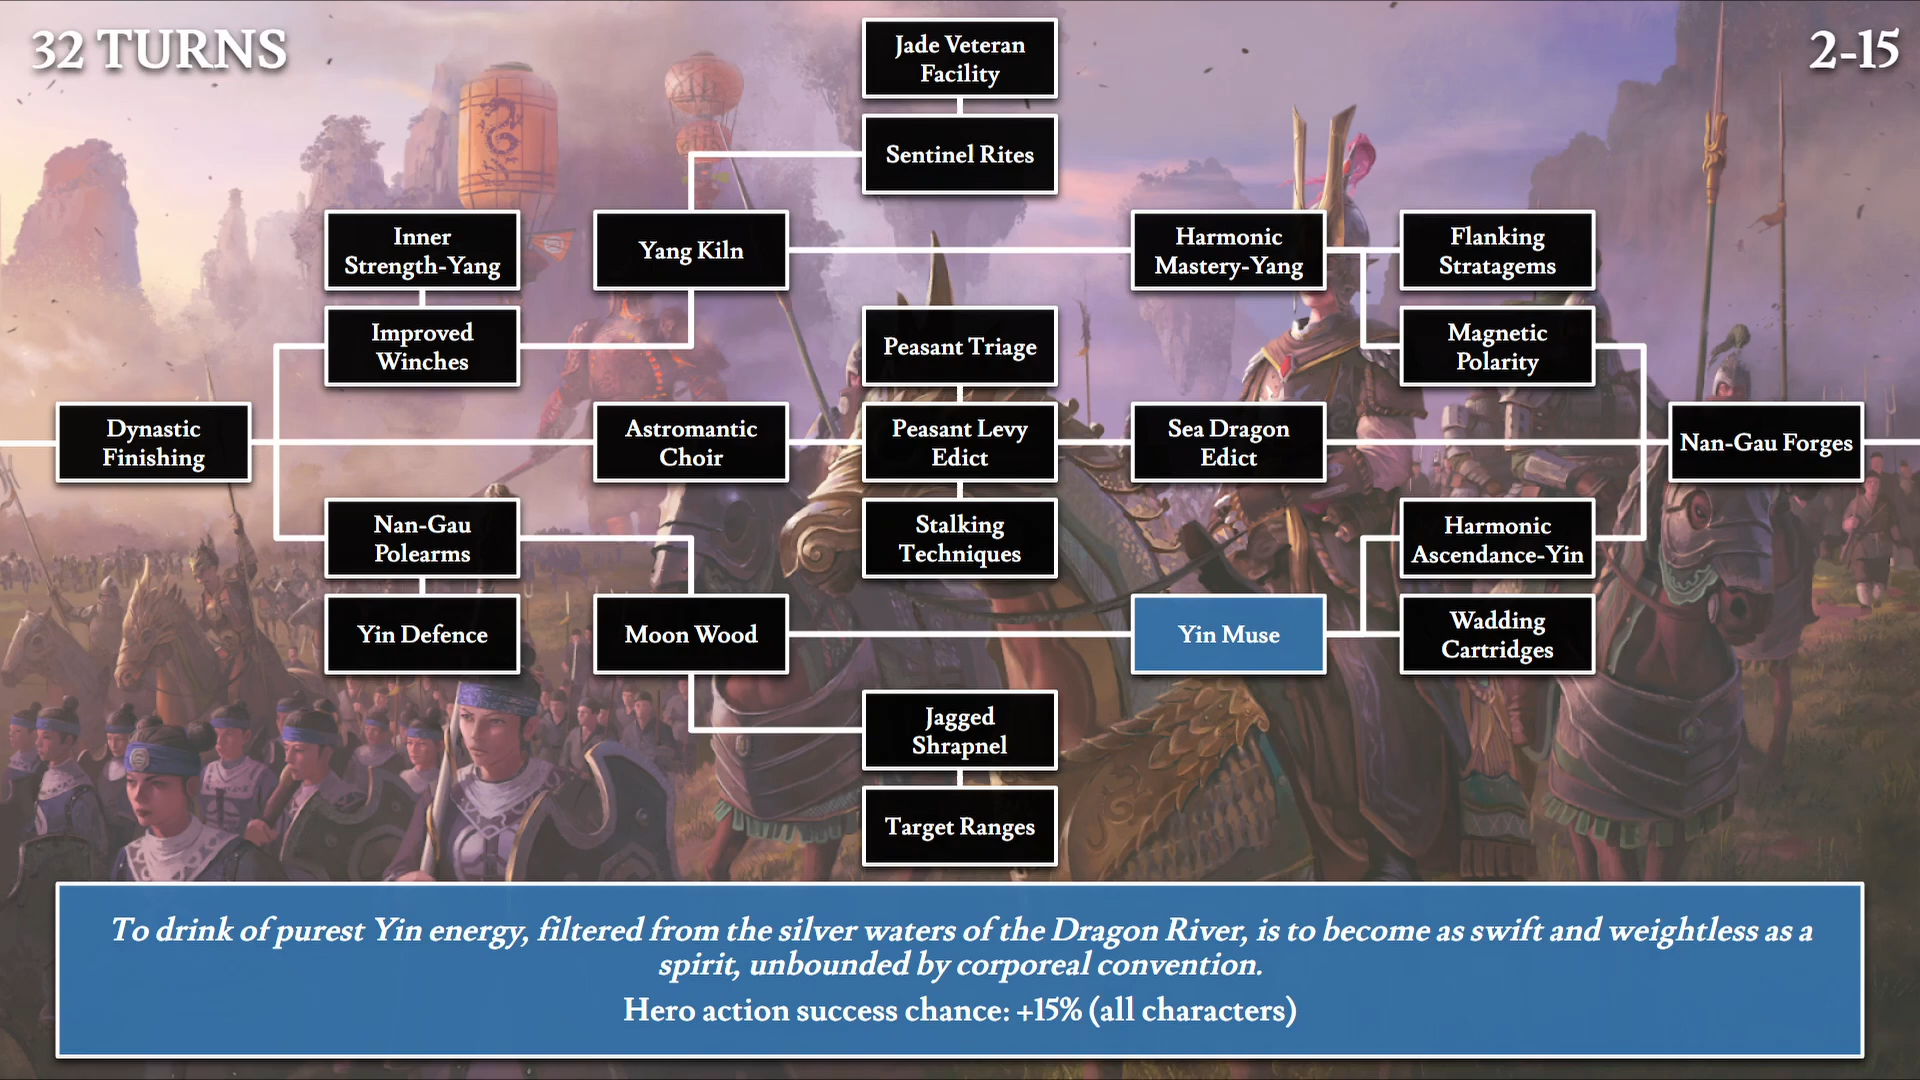 32 TURNS
2-15
Jade Veteran
Facility
Sentinel Rites
Inner
Strength-Yang
Yang Kiln
Harmonic
Mastery-Yang
Flanking
Stratagems
Improved
Winches
Peasant Triage
Magnetic
Polarity
Dynastic
Finishing
Astromantic
Choir
Peasant Levy
Edict
Sea Dragon
Edict
Nan-Gau Forges
Nan-Gau
Polearms
Stalking
Techniques
Harmonic
Ascendance-Yin
Yin Defence
Moon Wood
Yin Muse
Wadding
Cartridges
Jagged
Shrapnel
Target Ranges
To drink of purest Yin energy, filtered from the silver waters of the Dragon River, is to become as swift and weightless as a
spirit, unbounded by corporeal convention.
Hero action success chance: +15% (all characters)